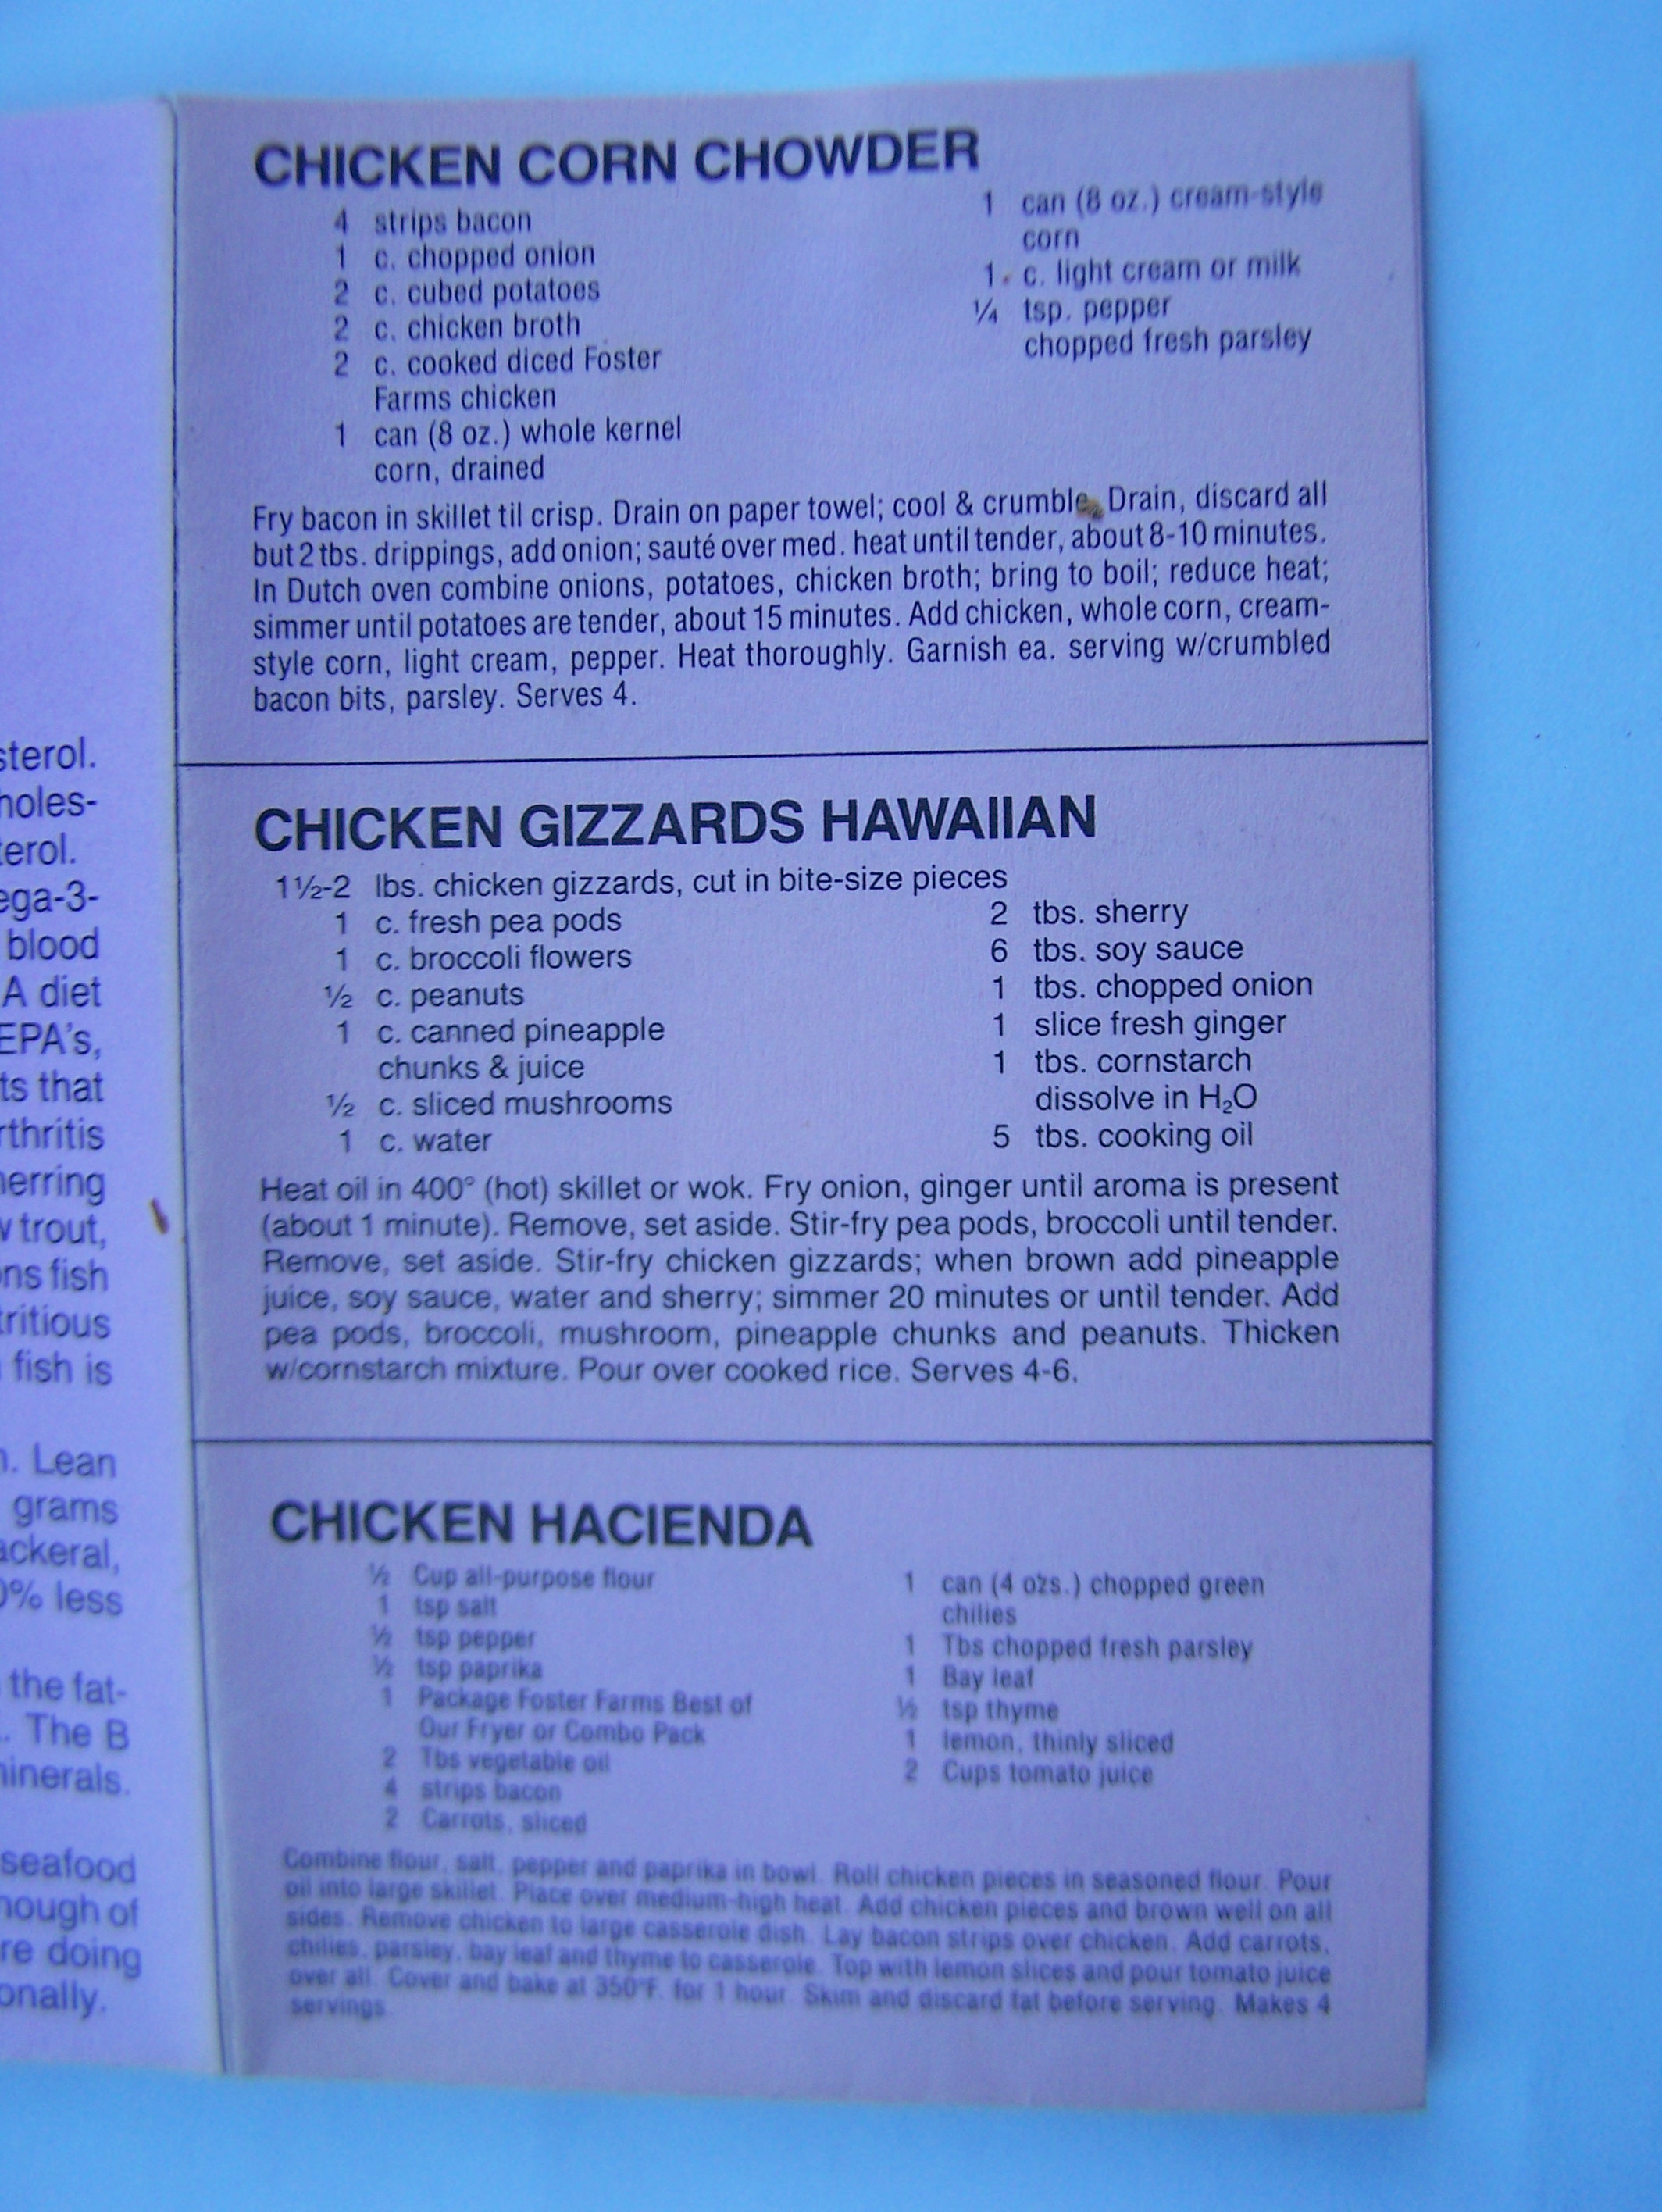 sterol.
holes-
terol.
ega-3-
blood
A diet
EPA's,
ts that
rthritis
herring
w trout,
ns fish
tritious
fish is
n. Lean
grams
ackeral,
0% less
the fat-
. The B
ninerals.
seafood
nough of
re doing
onally.
CHICKEN CORN CHOWDER
4 strips bacon
1 c. chopped onion
2 c. cubed potatoes
2 c. chicken broth
2 c. cooked diced Foster
Farms chicken
1 can (8 oz.) whole kernel
corn, drained
1 can (8 oz.) cream-style
corn
1 c. light cream or milk
¼ tsp. pepper
chopped fresh parsley
Fry bacon in skillet til crisp. Drain on paper towel; cool & crumble. Drain, discard all
but 2 tbs. drippings, add onion; sauté over med. heat until tender, about 8-10 minutes.
In Dutch oven combine onions, potatoes, chicken broth; bring to boil; reduce heat;
simmer until potatoes are tender, about 15 minutes. Add chicken, whole corn, cream-
style corn, light cream, pepper. Heat thoroughly. Garnish ea. serving w/crumbled
bacon bits, parsley. Serves 4.
CHICKEN GIZZARDS HAWAIIAN
1½-2 lbs. chicken gizzards, cut in bite-size pieces
1 c. fresh pea pods
1 c. broccoli flowers
½ c. peanuts
1 c. canned pineapple
chunks & juice
½ c. sliced mushrooms
1 c. water
2 tbs. sherry
6 tbs. soy sauce
1 tbs. chopped onion
1 slice fresh ginger
1 tbs. cornstarch
dissolve in H₂O
5 tbs. cooking oil
Heat oil in 400° (hot) skillet or wok. Fry onion, ginger until aroma is present
(about 1 minute). Remove, set aside. Stir-fry pea pods, broccoli until tender.
Remove, set aside. Stir-fry chicken gizzards; when brown add pineapple
juice, soy sauce, water and sherry; simmer 20 minutes or until tender. Add
pea pods, broccoli, mushroom, pineapple chunks and peanuts. Thicken
w/cornstarch mixture. Pour over cooked rice. Serves 4-6.
CHICKEN HACIENDA
½ Cup all-purpose flour
1 tsp salt
½ tsp pepper
½ tsp paprika
1 Package Foster Farms Best of
Our Fryer or Combo Pack
2 Tbs vegetable oil
4 strips bacon
2 Carrots, sliced
1 can (4 ozs.) chopped green
chilies
1 Tbs chopped fresh parsley
1 Bay leaf
½ tsp thyme
1 lemon, thinly sliced
2 Cups tomato juice
Combine flour, salt, pepper and paprika in bowl. Roll chicken pieces in seasoned flour. Pour
oil into large skillet. Place over medium-high heat. Add chicken pieces and brown well on all
sides. Remove chicken to large casserole dish. Lay bacon strips over chicken. Add carrots,
chilies, parsley, bay leaf and thyme to casserole. Top with lemon slices and pour tomato juice
over all. Cover and bake at 350°F. for 1 hour. Skim and discard fat before serving. Makes 4
servings.